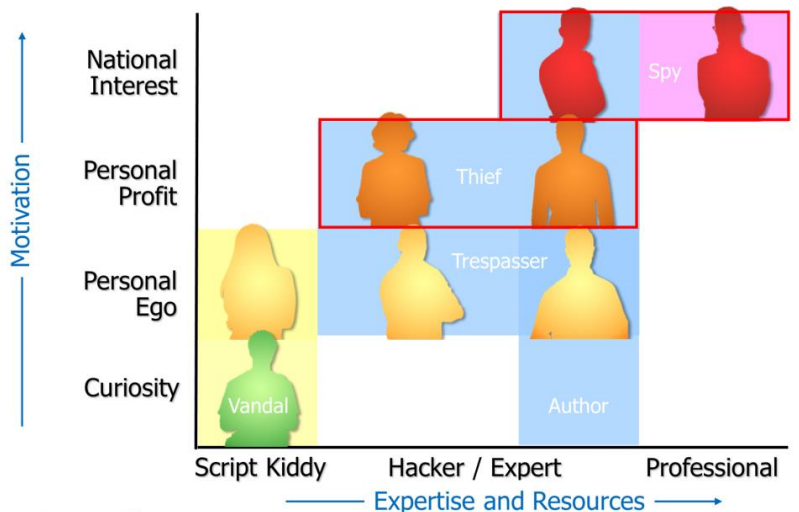 National
Interest
Spy
Personal
Profit
Thief
Motivation
Trespasser
Personal
Ego
Curiosity
Vandal
Author
Script Kiddy
Hacker / Expert
Professional
Expertise and Resources